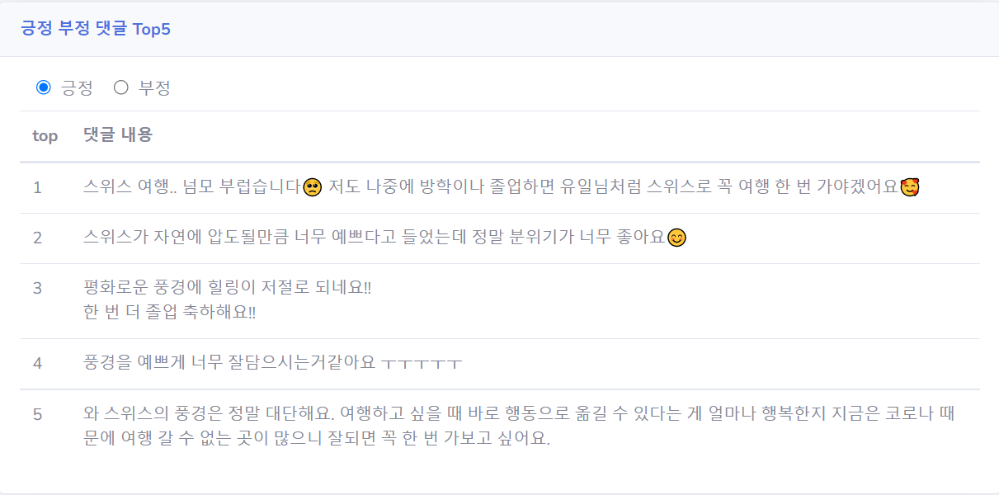 긍정 부정 댓글 Top5
긍정 부정
top 댓글 내용
1 스위스 여행.. 넘모 부럽습니다🥺 저도 나중에 방학이나 졸업하면 유일님처럼 스위스로 꼭 여행 한 번 가야겠어요🥰
2 스위스가 자연에 압도될만큼 너무 예쁘다고 들었는데 정말 분위기가 너무 좋아요😊
3 평화로운 풍경에 힐링이 저절로 되네요!!
한 번 더 졸업 축하해요!!
4 풍경을 예쁘게 너무 잘담으시는거같아요 ㅜㅜㅜㅜㅜ
5 와 스위스의 풍경은 정말 대단해요. 여행하고 싶을 때 바로 행동으로 옮길 수 있다는 게 얼마나 행복한지 지금은 코로나 때
문에 여행 갈 수 없는 곳이 많으니 잘되면 꼭 한 번 가보고 싶어요.